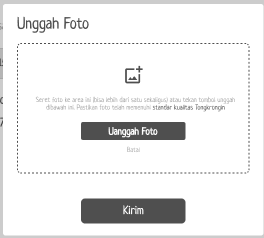 Unggah Foto
Seret foto ke area ini (bisa lebih dari satu sekaligus) atau tekan tombol unggah
dibawah ini. Pastikan foto telah memenuhi standar kualitas Tongkrongin
Uanggah Foto
Batal
Kirim